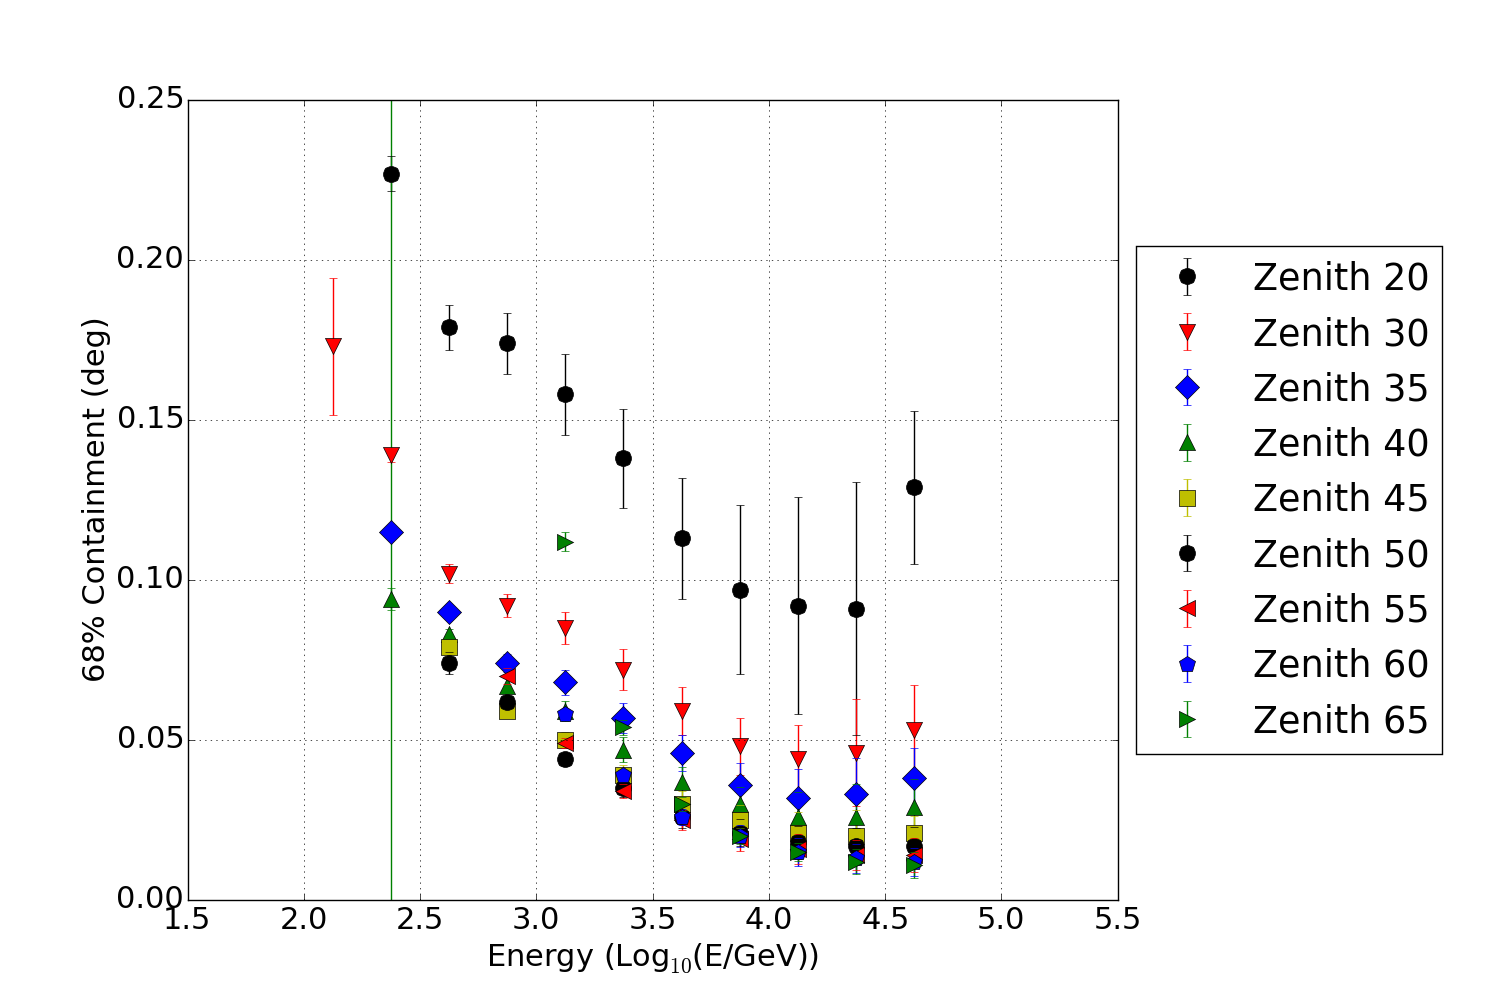 0.25
0.20
0.15
0.10
0.05
0.00
68% Containment (deg)
1.5 2.0 2.5 3.0 3.5 4.0 4.5 5.0 5.5
Energy (Log₁₀(E/GeV))
Zenith 20
Zenith 30
Zenith 35
Zenith 40
Zenith 45
Zenith 50
Zenith 55
Zenith 60
Zenith 65